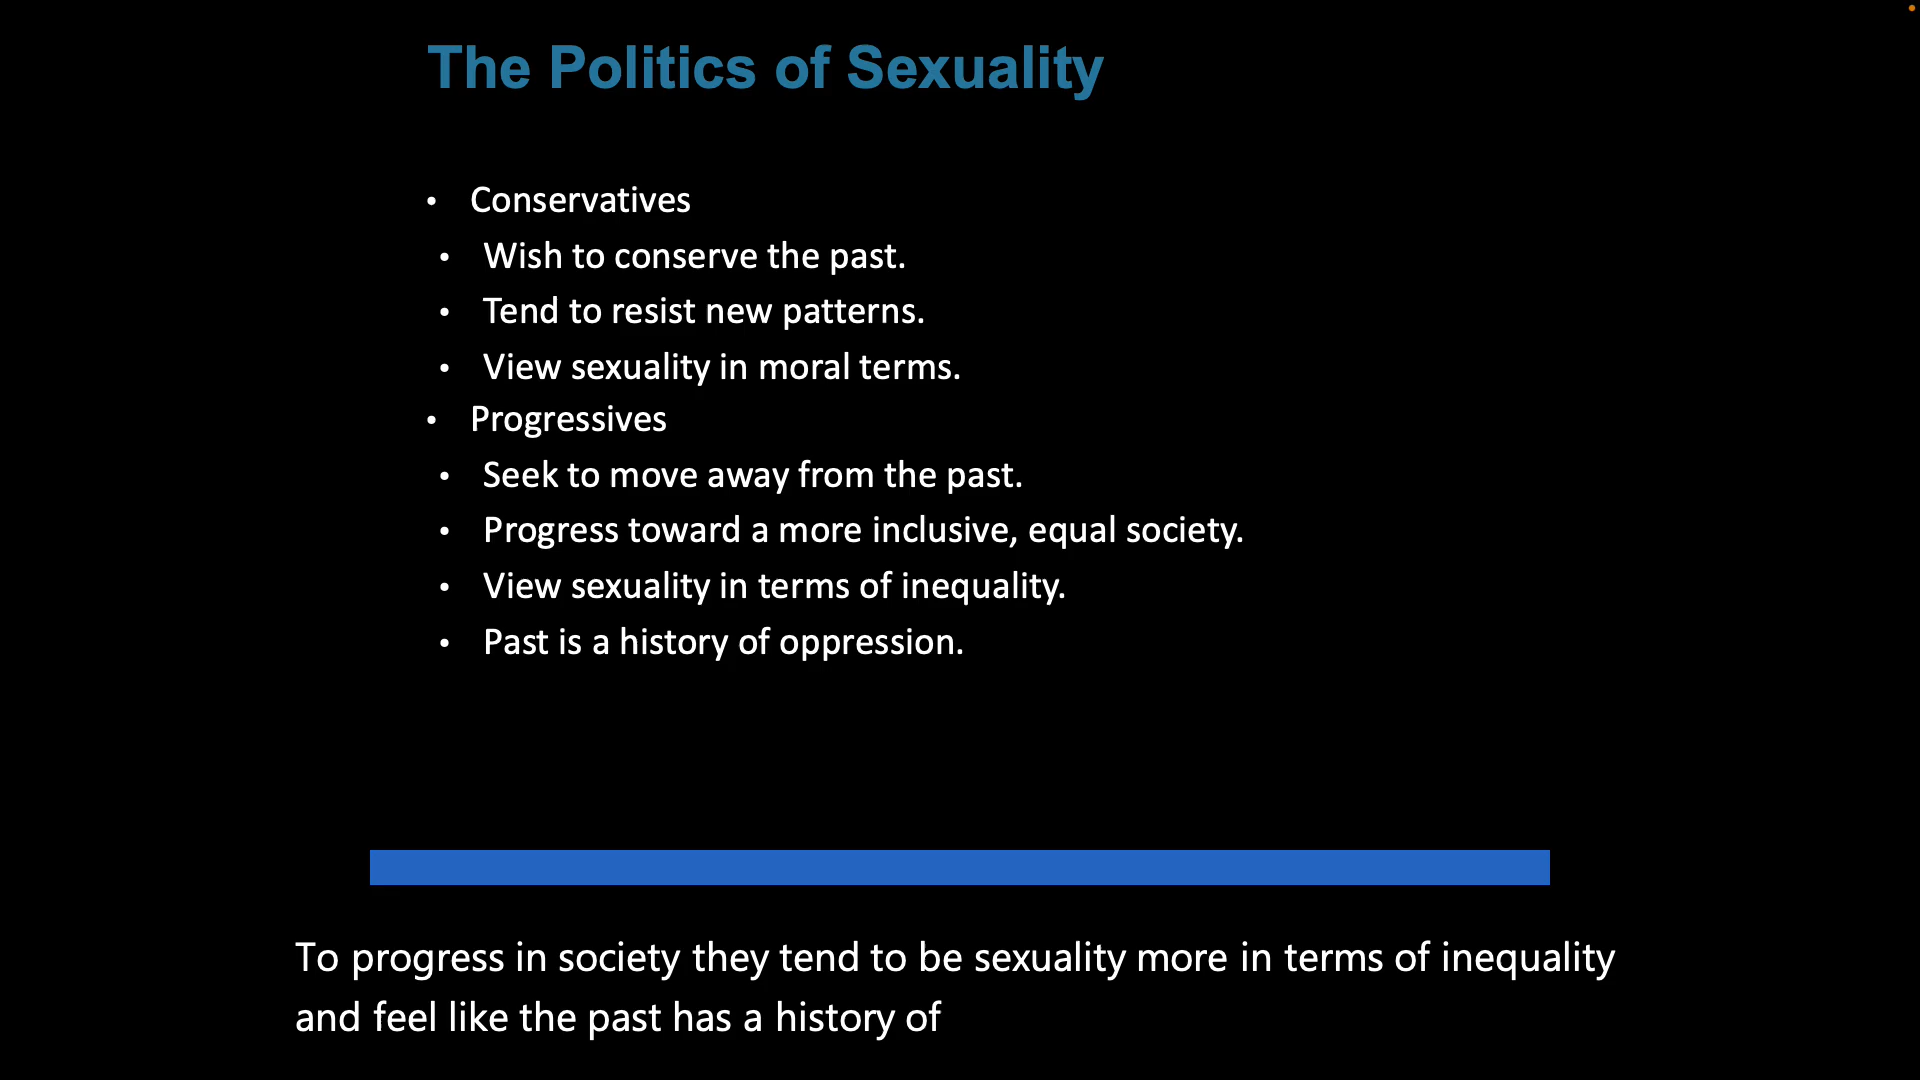 The Politics of Sexuality
• Conservatives
• Wish to conserve the past.
• Tend to resist new patterns.
• View sexuality in moral terms.
• Progressives
• Seek to move away from the past.
• Progress toward a more inclusive, equal society.
• View sexuality in terms of inequality.
• Past is a history of oppression.
To progress in society they tend to be sexuality more in terms of inequality
and feel like the past has a history of